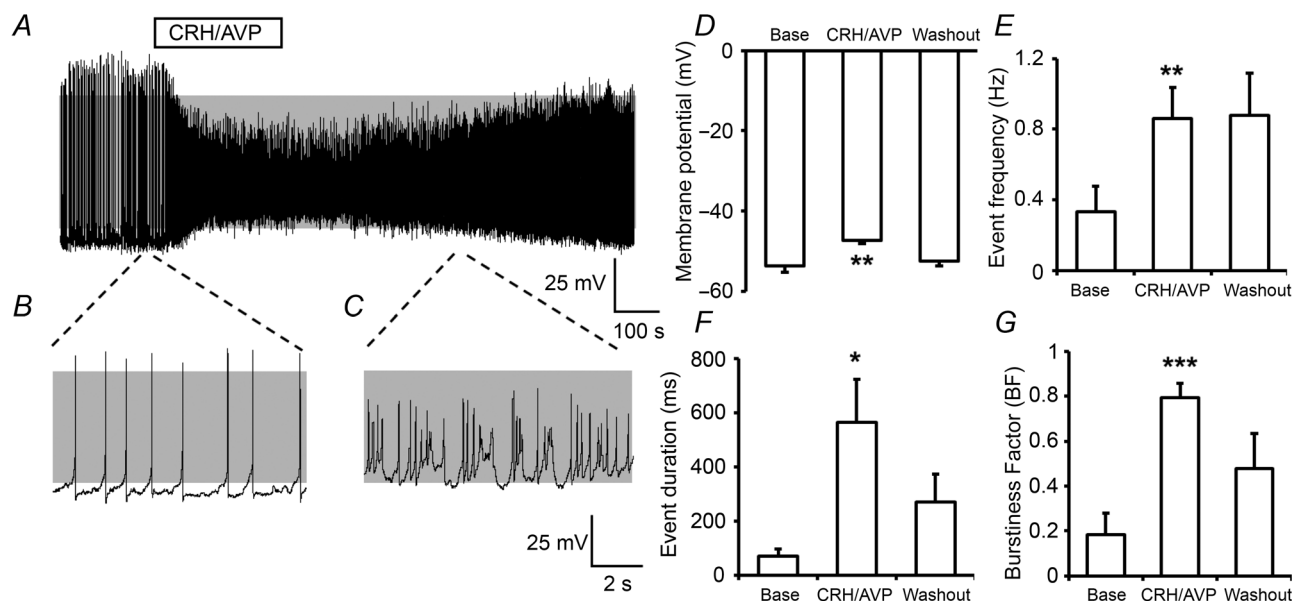 A
CRH/AVP
25 mV
100 s
B
C
25 mV
2 s
D
Base CRH/AVP Washout
Membrane potential (mV)
0
–20
–40
–60
**
E
Event frequency (Hz)
1.2
0.8
0.4
0
**
Base CRH/AVP Washout
F
Event duration (ms)
800
600
400
200
0
*
Base CRH/AVP Washout
G
Burstiness Factor (BF)
1
0.8
0.6
0.4
0.2
0
***
Base CRH/AVP Washout